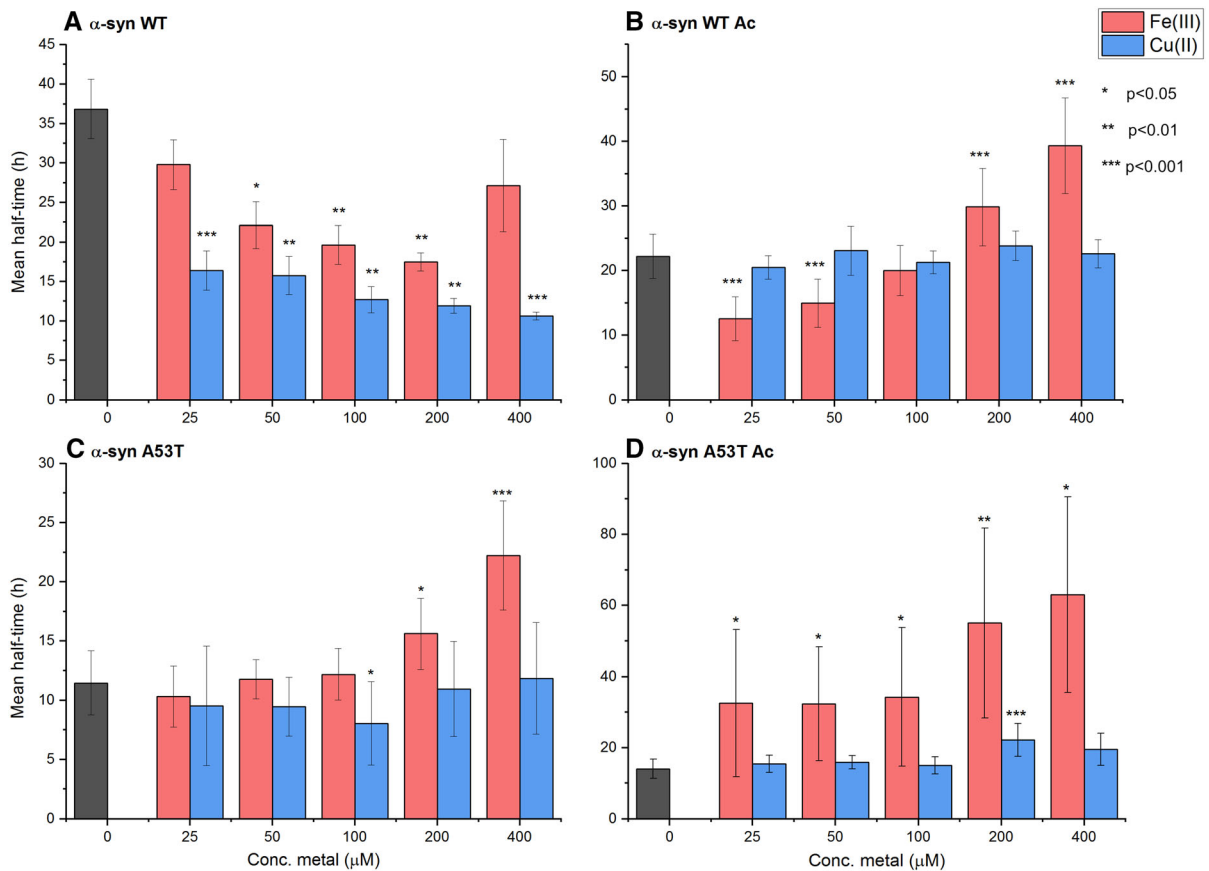 A α-syn WT
B α-syn WT Ac
Fe(III)
Cu(II)
* p<0.05
** p<0.01
*** p<0.001
Mean half-time (h)
45
40
35
30
25
20
15
10
5
0
*** * ** ** ** ** ** ** ***
0 25 50 100 200 400
50
40
30
20
10
0
*** *** *** ***
0 25 50 100 200 400
C α-syn A53T
Mean half-time (h)
30
25
20
15
10
5
0
* * ***
0 25 50 100 200 400
Conc. metal (μM)
D α-syn A53T Ac
100
80
60
40
20
0
* * * ** *** *
0 25 50 100 200 400
Conc. metal (μM)